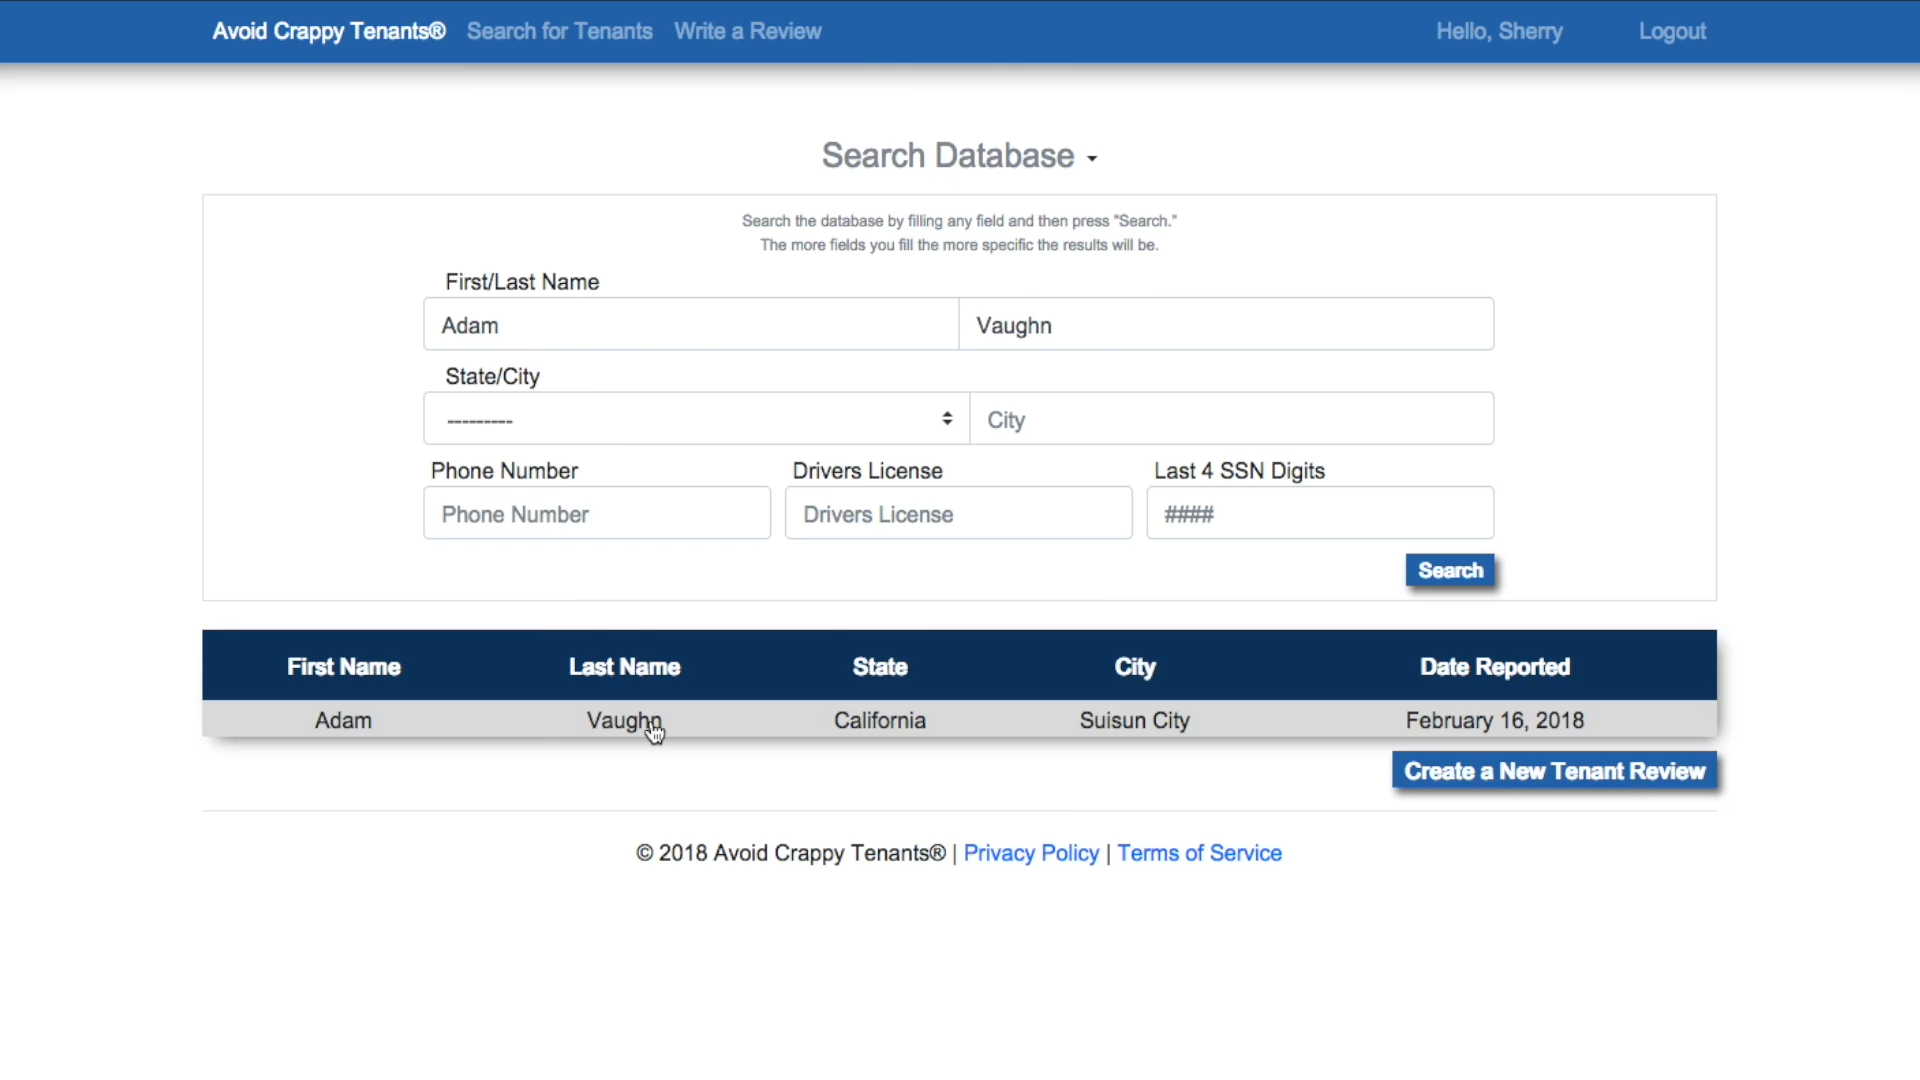 Avoid Crappy Tenants® Search for Tenants Write a Review Hello, Sherry Logout
Search Database
Search the database by filling any field and then press "Search."
The more fields you fill the more specific the results will be.
First/Last Name
Adam Vaughn
State/City
--------- City
Phone Number Drivers License Last 4 SSN Digits
Phone Number Drivers License ####
Search
First Name Last Name State City Date Reported
Adam Vaughn California Suisun City February 16, 2018
Create a New Tenant Review
© 2018 Avoid Crappy Tenants® | Privacy Policy | Terms of Service